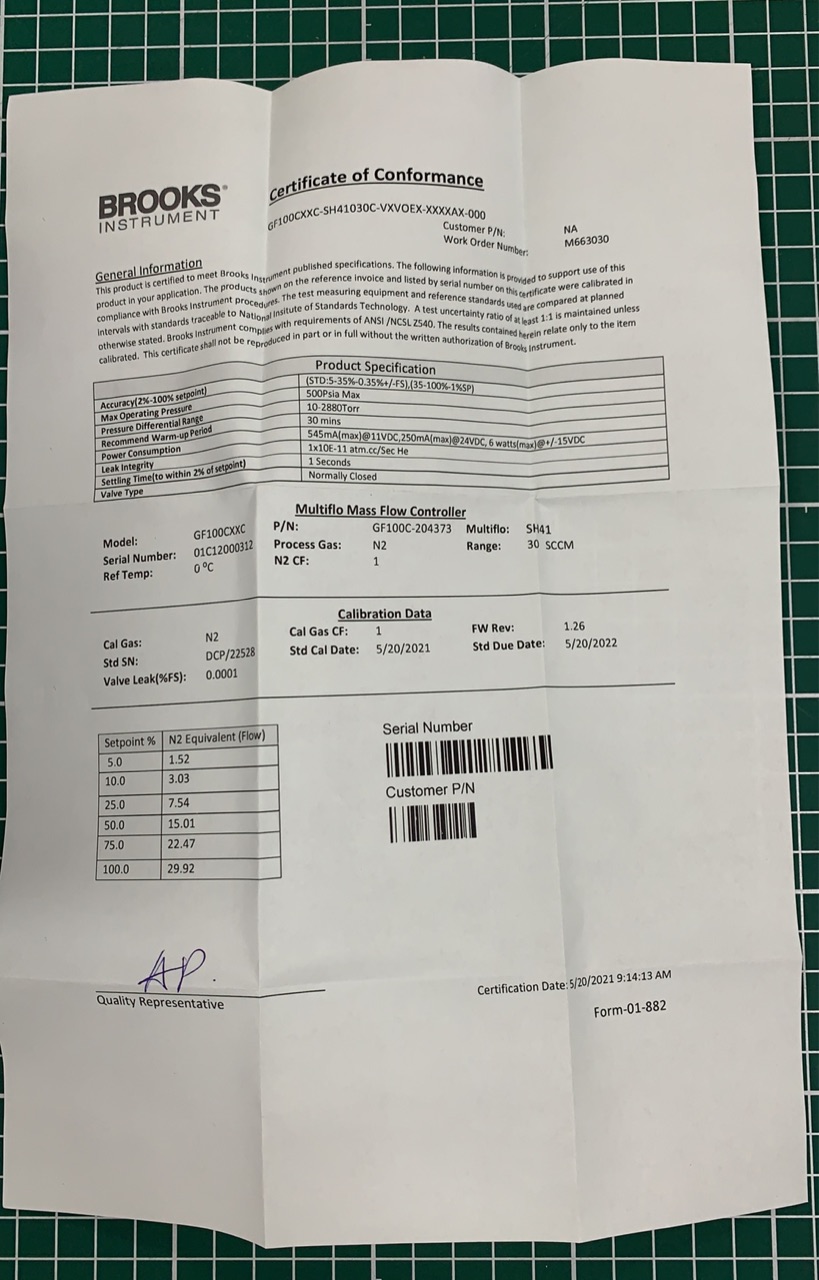 BROOKS®
INSTRUMENT
Certificate of Conformance
GF100CXXC-SH41030C-VXVOEX-XXXXAX-000
Customer P/N: NA
Work Order Number: M663030
General Information
This product is certified to meet Brooks Instrument published specifications. The following information is provided to support use of this
product in your application. The products shown on the reference invoice and listed by serial number on this certificate were calibrated in
compliance with Brooks Instrument procedures. The test measuring equipment and reference standards used are compared at planned
intervals with standards traceable to National Insitute of Standards Technology. A test uncertainty ratio of at least 1:1 is maintained unless
otherwise stated. Brooks Instrument complies with requirements of ANSI /NCSL Z540. The results contained herein relate only to the item
calibrated. This certificate shall not be reproduced in part or in full without the written authorization of Brooks Instrument.
Product Specification
Accuracy(2%-100% setpoint) (STD:5-35%-0.35%+/-FS),(35-100%-1%SP)
Max Operating Pressure 500Psia Max
Pressure Differential Range 10-2880Torr
Recommend Warm-up Period 30 mins
Power Consumption 545mA(max)@11VDC,250mA(max)@24VDC, 6 watts(max)@+/-15VDC
Leak Integrity 1x10E-11 atm.cc/Sec He
Settling Time(to within 2% of setpoint) 1 Seconds
Valve Type Normally Closed
Multiflo Mass Flow Controller
Model: GF100CXXC P/N: GF100C-204373 Multiflo: SH41
Serial Number: 01C12000312 Process Gas: N2 Range: 30 SCCM
Ref Temp: 0 °C N2 CF: 1
Calibration Data
Cal Gas: N2 Cal Gas CF: 1 FW Rev: 1.26
Std SN: DCP/22528 Std Cal Date: 5/20/2021 Std Due Date: 5/20/2022
Valve Leak(%FS): 0.0001
Setpoint % N2 Equivalent (Flow)
5.0 1.52
10.0 3.03
25.0 7.54
50.0 15.01
75.0 22.47
100.0 29.92
Serial Number
Customer P/N
AP.
Quality Representative
Certification Date:5/20/2021 9:14:13 AM
Form-01-882